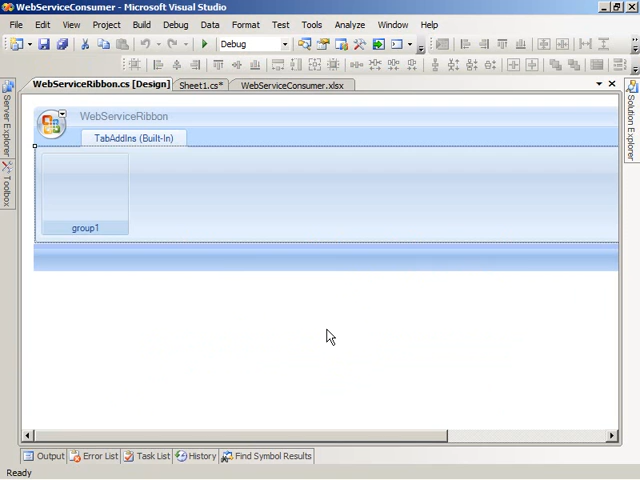 WebServiceConsumer - Microsoft Visual Studio
File Edit View Project Build Debug Data Format Test Tools Analyze Window Help
Debug
WebServiceRibbon.cs [Design] Sheet1.cs* WebServiceConsumer.xlsx
Server Explorer
Toolbox
Solution Explorer
WebServiceRibbon
TabAddIns (Built-In)
group1
Output Error List Task List History Find Symbol Results
Ready